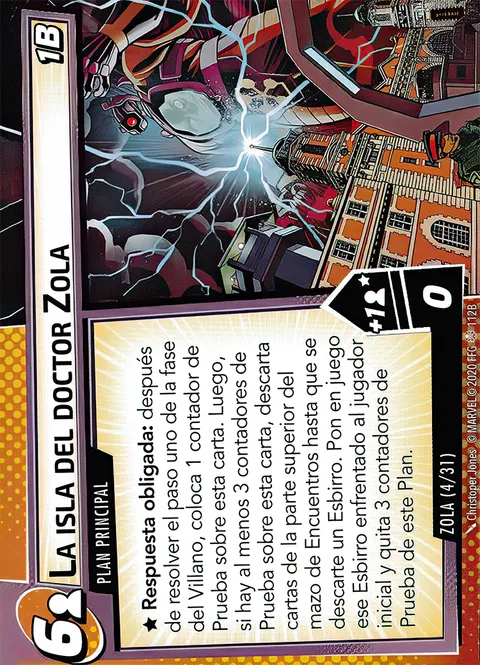 6
LA ISLA DEL DOCTOR ZOLA
1B
PLAN PRINCIPAL
★ Respuesta obligada: después
de resolver el paso uno de la fase
del Villano, coloca 1 contador de
Prueba sobre esta carta. Luego,
si hay al menos 3 contadores de
Prueba sobre esta carta, descarta
cartas de la parte superior del
mazo de Encuentros hasta que se
descarte un Esbirro. Pon en juego
ese Esbirro enfrentado al jugador
inicial y quita 3 contadores de
Prueba de este Plan.
+1 ★
0
ZOLA (4/31)
Christoper Jones © MARVEL © 2020 FFG 112B